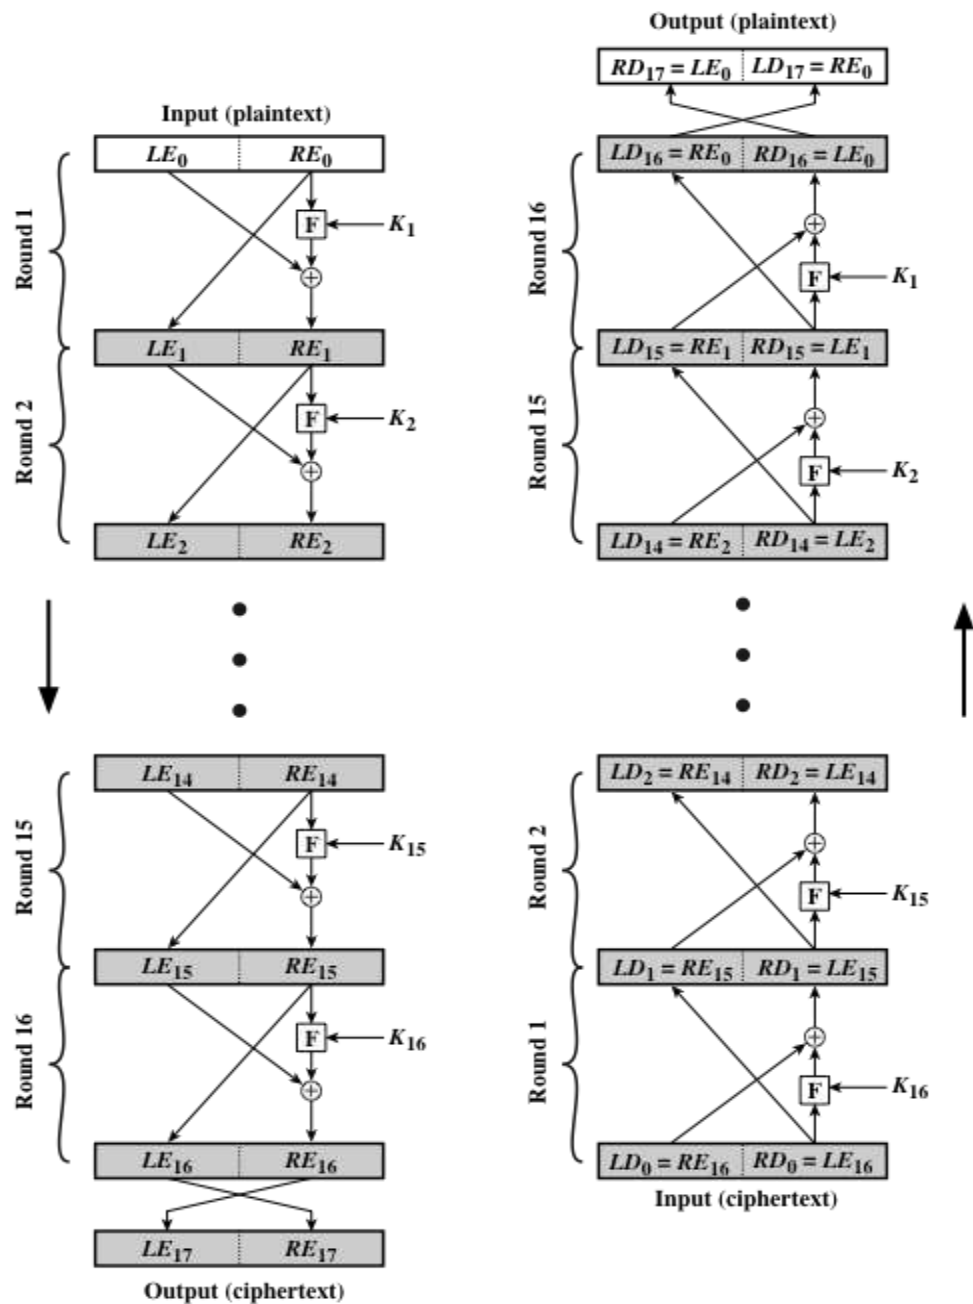 Input (plaintext)
LE0 RE0
Round 1
F K1
+
LE1 RE1
Round 2
F K2
+
LE2 RE2
LE14 RE14
Round 15
F K15
+
LE15 RE15
Round 16
F K16
+
LE16 RE16
LE17 RE17
Output (ciphertext)
Output (plaintext)
RD17 = LE0 LD17 = RE0
LD16 = RE0 RD16 = LE0
Round 16
+
F K1
LD15 = RE1 RD15 = LE1
Round 15
+
F K2
LD14 = RE2 RD14 = LE2
LD2 = RE14 RD2 = LE14
Round 2
+
F K15
LD1 = RE15 RD1 = LE15
Round 1
+
F K16
LD0 = RE16 RD0 = LE16
Input (ciphertext)